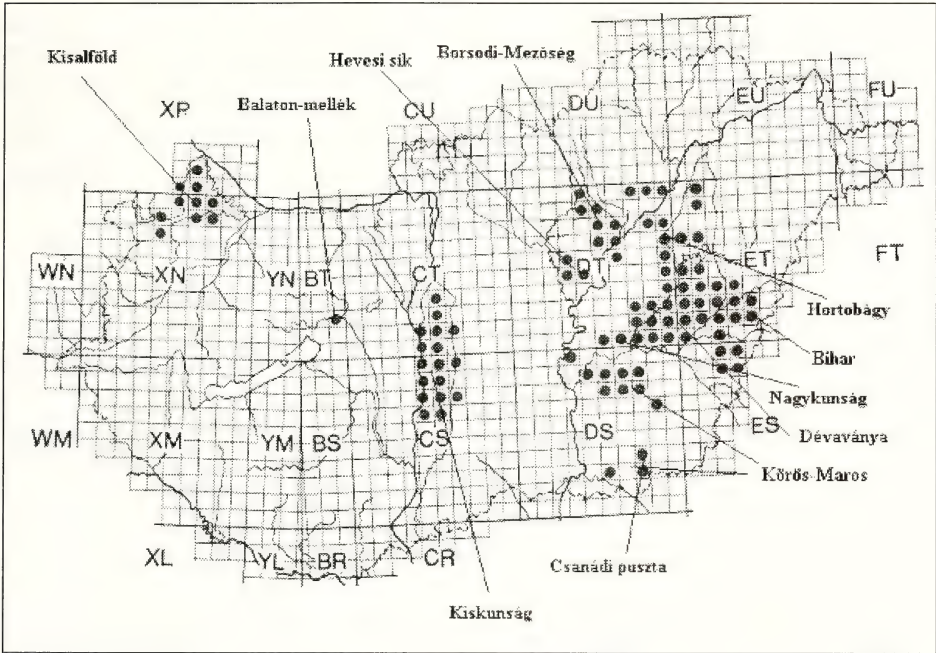 Kisalföld
Balaton-mellék
Hevesi sík
Borsodi-Mezőség
XP
CU
DU
EU
FU
WN
XN
YN
BT
CT
DT
ET
FT
Hortobágy
Bihar
Nagykunság
Dévaványa
Kőrös-Maros
Csanádi puszta
WM
XM
YM
BS
CS
DS
ES
XL
YL
BR
CR
Kiskunság